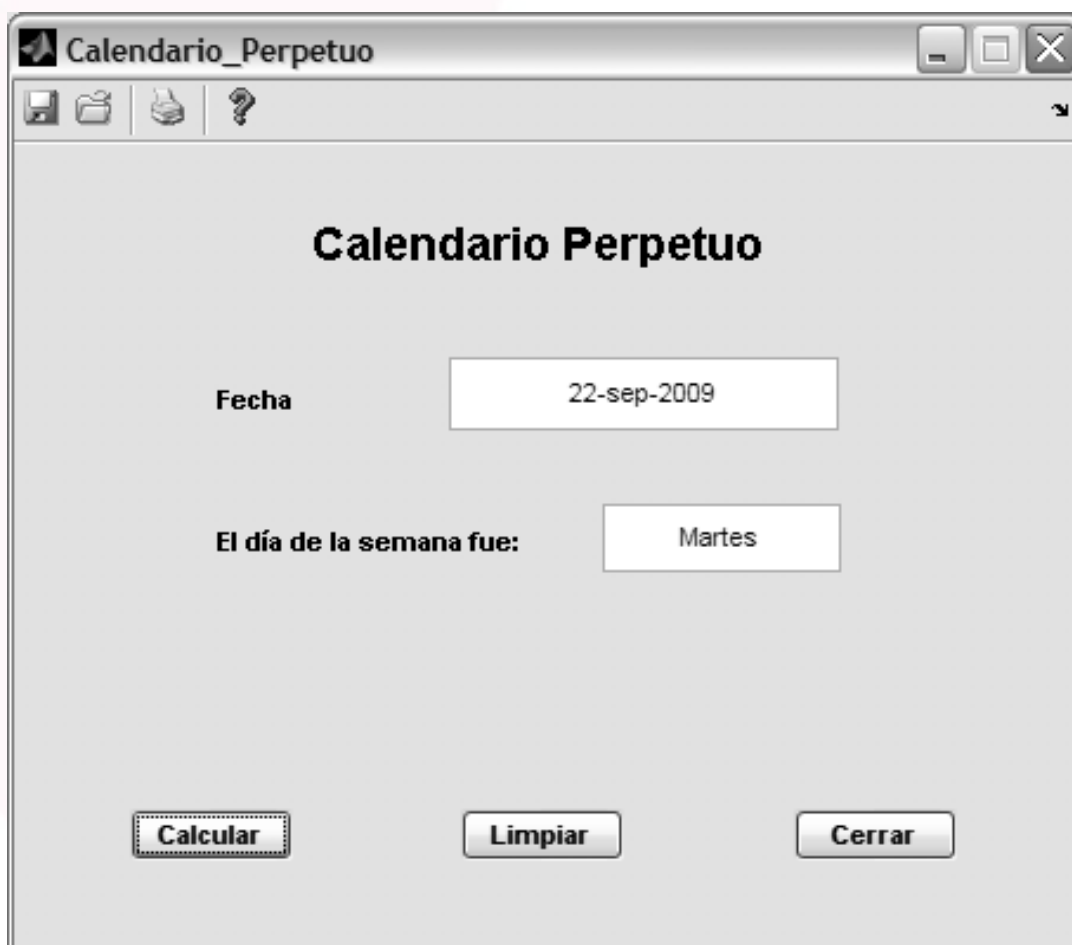 Calendario_Perpetuo
Calendario Perpetuo
Fecha
22-sep-2009
El día de la semana fue:
Martes
Calcular
Limpiar
Cerrar